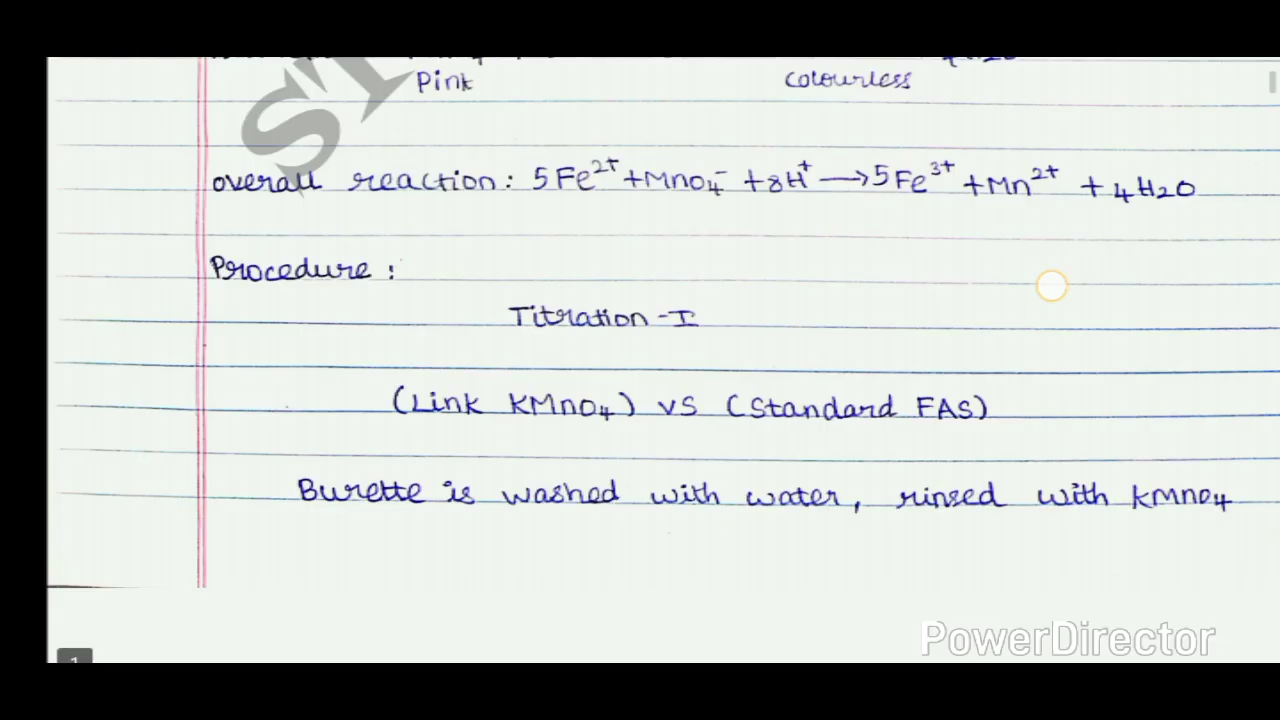 Pink Colourless
overall reaction: 5Fe²⁺ + MnO₄⁻ + 8H⁺ ⟶ 5Fe³⁺ + Mn²⁺ + 4H₂O
Procedure :
Titration - I
(Link KMnO₄) vs (Standard FAS)
Burette is washed with water, rinsed with KMnO₄
PowerDirector
1